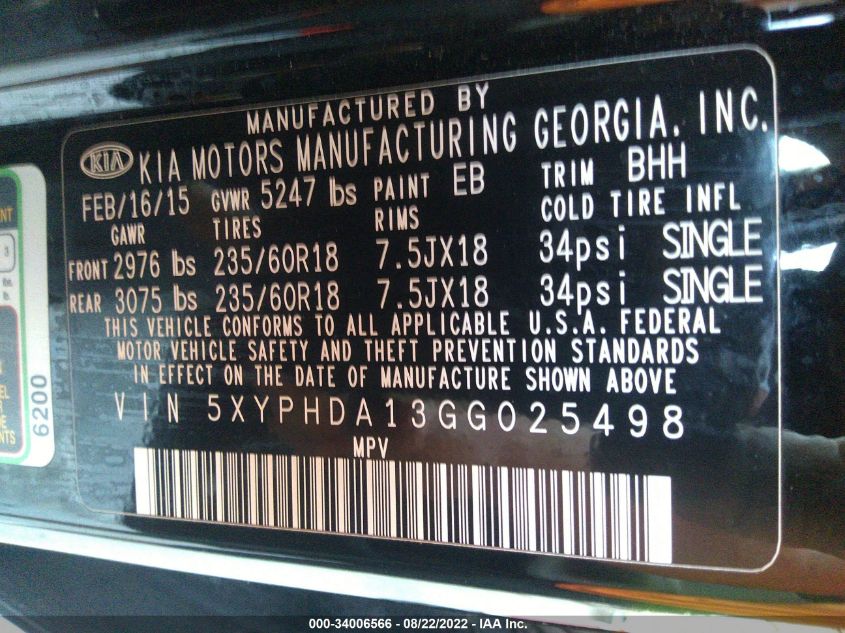 MANUFACTURED BY
KIA KIA MOTORS MANUFACTURING GEORGIA, INC.
FEB/16/15 GVWR 5247 lbs PAINT EB TRIM BHH
GAWR TIRES RIMS COLD TIRE INFL
FRONT 2976 lbs 235/60R18 7.5JX18 34psi SINGLE
REAR 3075 lbs 235/60R18 7.5JX18 34psi SINGLE
THIS VEHICLE CONFORMS TO ALL APPLICABLE U.S.A. FEDERAL
MOTOR VEHICLE SAFETY AND THEFT PREVENTION STANDARDS
IN EFFECT ON THE DATE OF MANUFACTURE SHOWN ABOVE
VIN 5XYPHDA13GG025498
MPV
6200
000-34006566 - 08/22/2022 - IAA Inc.